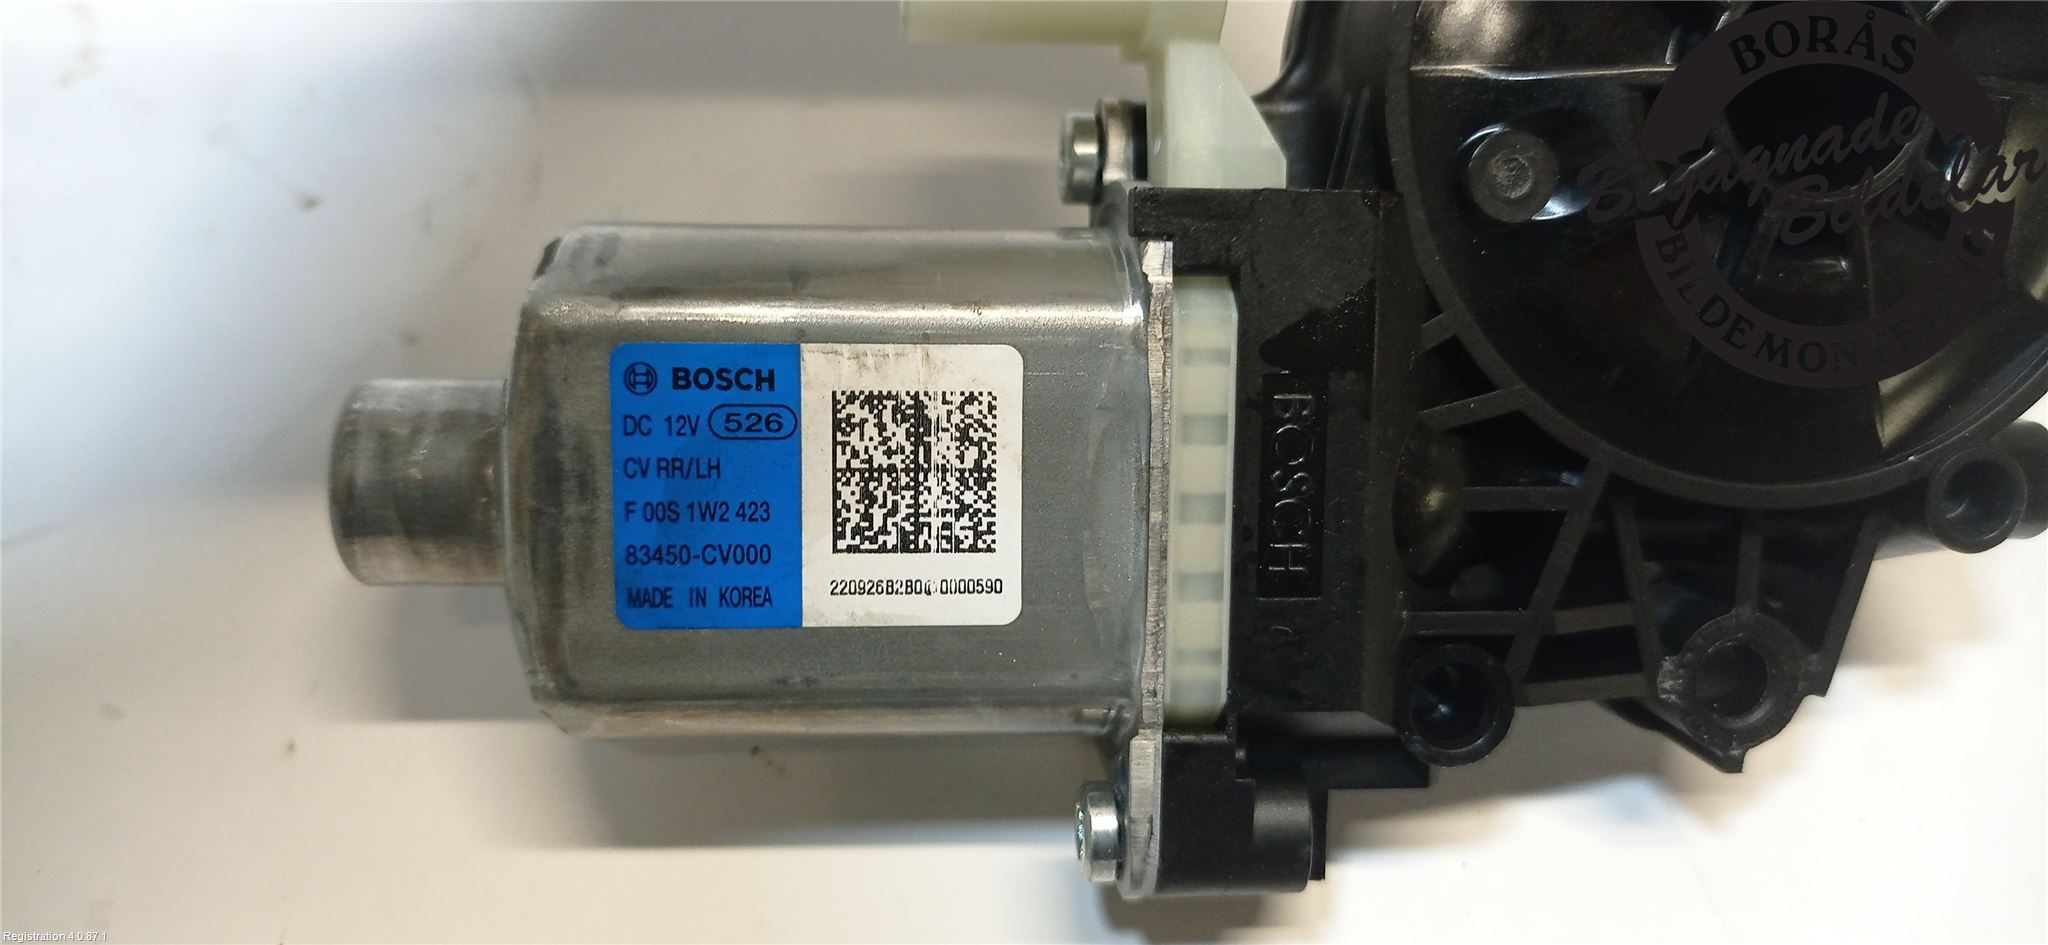 BORÅS
Begagnade
Bildelar
BILDEMONTERING
BOSCH
DC 12V 526
CV RR/LH
F 00S 1W2 423
83450-CV000
MADE IN KOREA
BOSCH
Registration 4.0.87.1